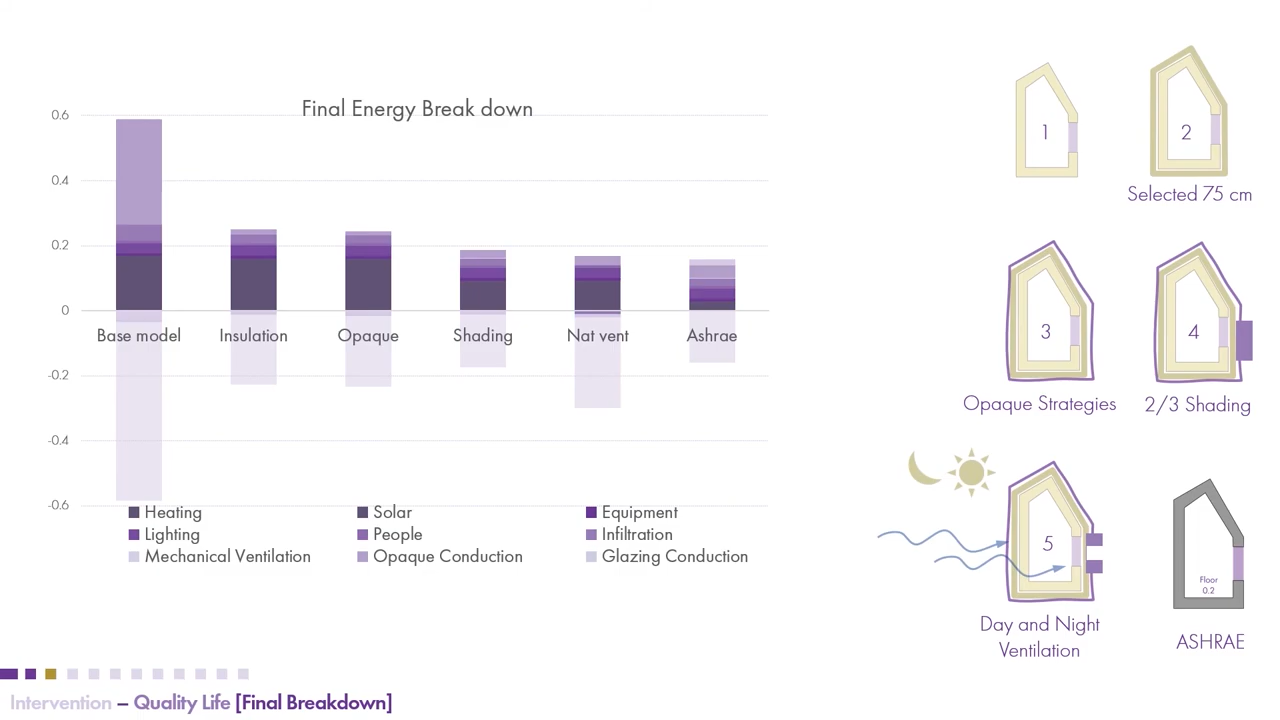 Final Energy Break down
0.6
0.4
0.2
0
-0.2
-0.4
-0.6
Base model
Insulation
Opaque
Shading
Nat vent
Ashrae
Heating
Solar
Equipment
Lighting
People
Infiltration
Mechanical Ventilation
Opaque Conduction
Glazing Conduction
1
2
Selected 75 cm
3
4
Opaque Strategies
2/3 Shading
5
Day and Night
Ventilation
Floor
0.2
ASHRAE
Intervention – Quality Life [Final Breakdown]